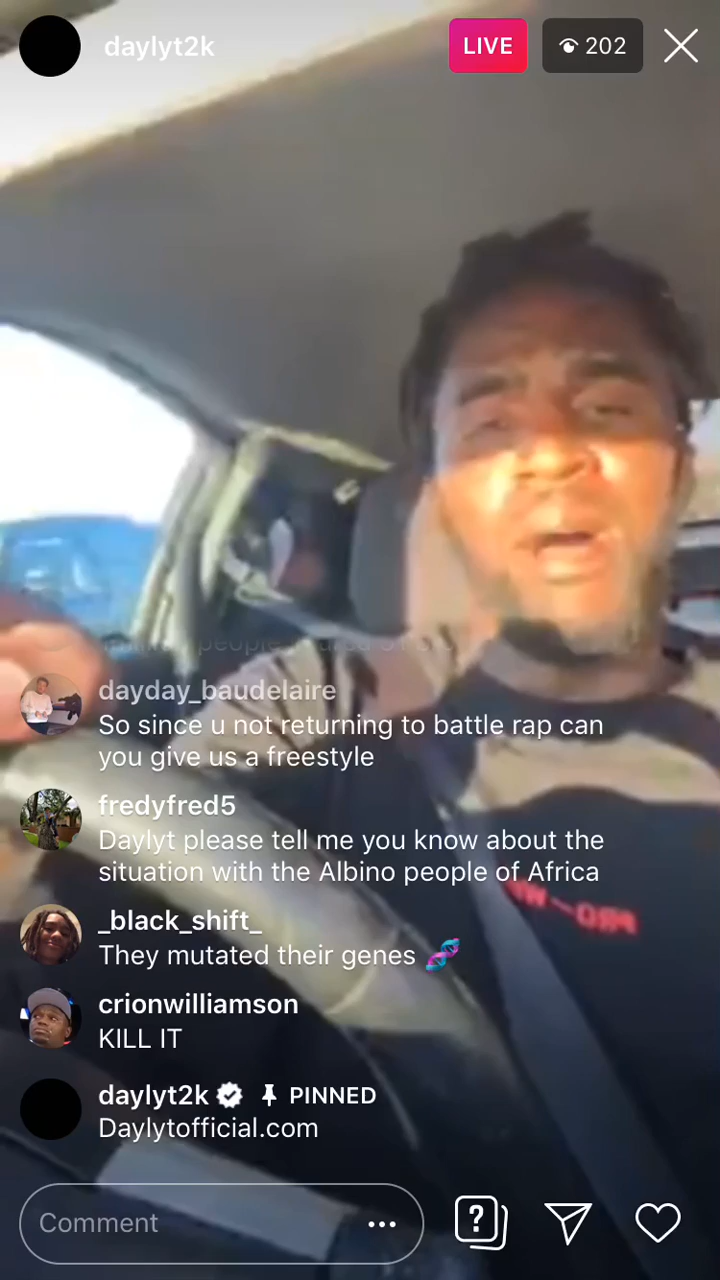 daylyt2k
LIVE
202
dayday_baudelaire
So since u not returning to battle rap can
you give us a freestyle
fredyfred5
Daylyt please tell me you know about the
situation with the Albino people of Africa
_black_shift_
They mutated their genes 🧬
crionwilliamson
KILL IT
daylyt2k PINNED
Daylytofficial.com
Comment